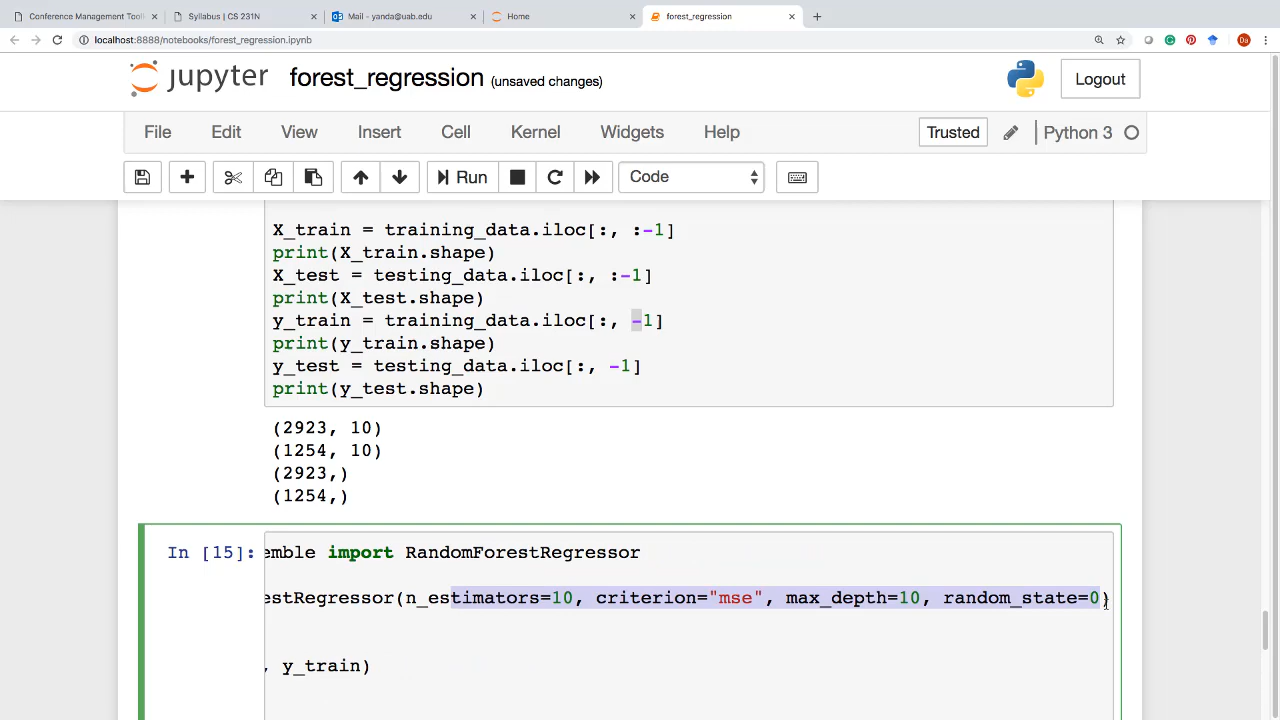 Conference Management Tool
Syllabus | CS 231N
Mail - yanda@uab.edu
Home
forest_regression
localhost:8888/notebooks/forest_regression.ipynb
Da
jupyter forest_regression (unsaved changes)
Logout
File Edit View Insert Cell Kernel Widgets Help
Trusted
Python 3
Run
Code
X_train = training_data.iloc[:, :-1]
print(X_train.shape)
X_test = testing_data.iloc[:, :-1]
print(X_test.shape)
y_train = training_data.iloc[:, -1]
print(y_train.shape)
y_test = testing_data.iloc[:, -1]
print(y_test.shape)
(2923, 10)
(1254, 10)
(2923,)
(1254,)
In [15]:
emble import RandomForestRegressor
estRegressor(n_estimators=10, criterion="mse", max_depth=10, random_state=0)
, y_train)